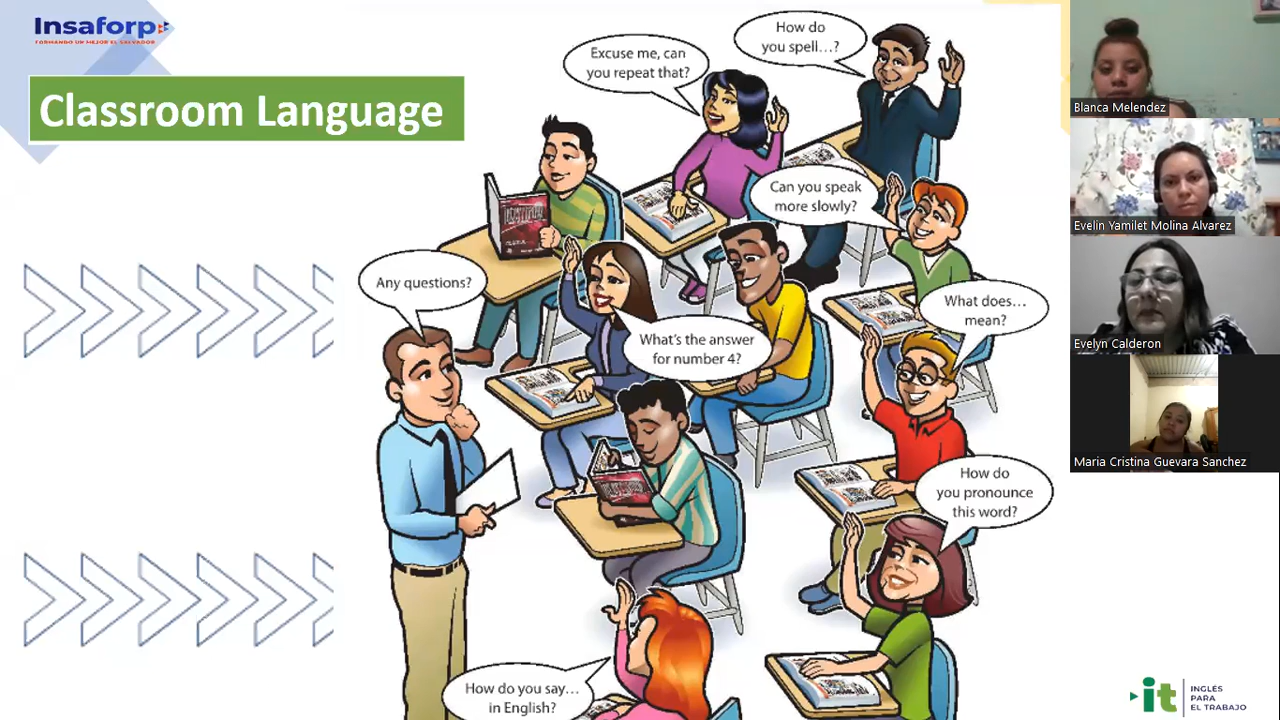 Insaforp
FORMANDO UN MEJOR EL SALVADOR
Classroom Language
How do
you spell...?
Excuse me, can
you repeat that?
Can you speak
more slowly?
Any questions?
What does...
mean?
What's the answer
for number 4?
How do
you pronounce
this word?
How do you say...
in English?
Blanca Melendez
Evelin Yamilet Molina Alvarez
Evelyn Calderon
Maria Cristina Guevara Sanchez
it
INGLÉS
PARA
EL TRABAJO